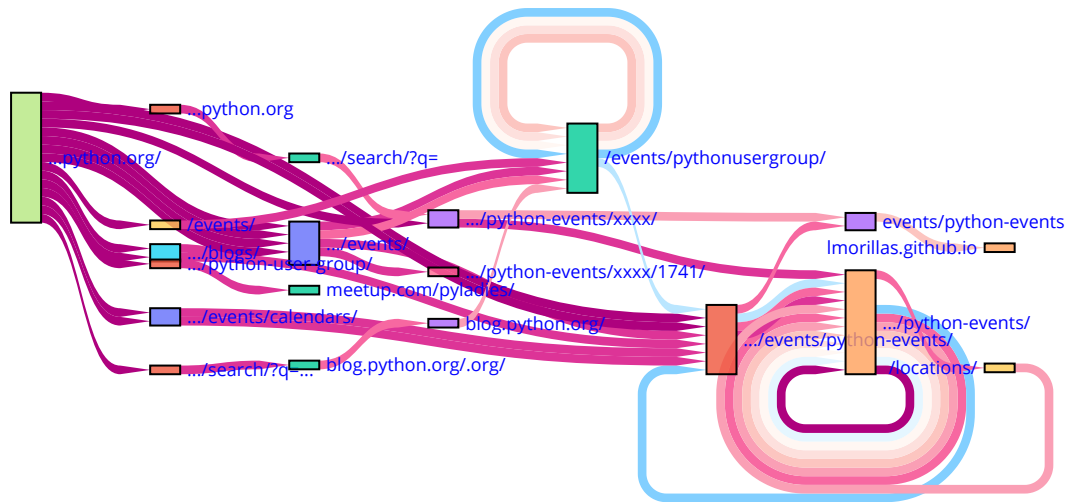 ...python.org
.../search/?q=
/events/pythonusergroup/
...python.org/
/events/
.../python-events/xxxx/
events/python-events
.../events/
lmorillas.github.io
.../blogs/
.../python-user-group/
.../python-events/xxxx/1741/
meetup.com/pyladies/
.../events/calendars/
blog.python.org/
.../python-events/
.../events/python-events/
.../search/?q=...
blog.python.org/.org/
/locations/